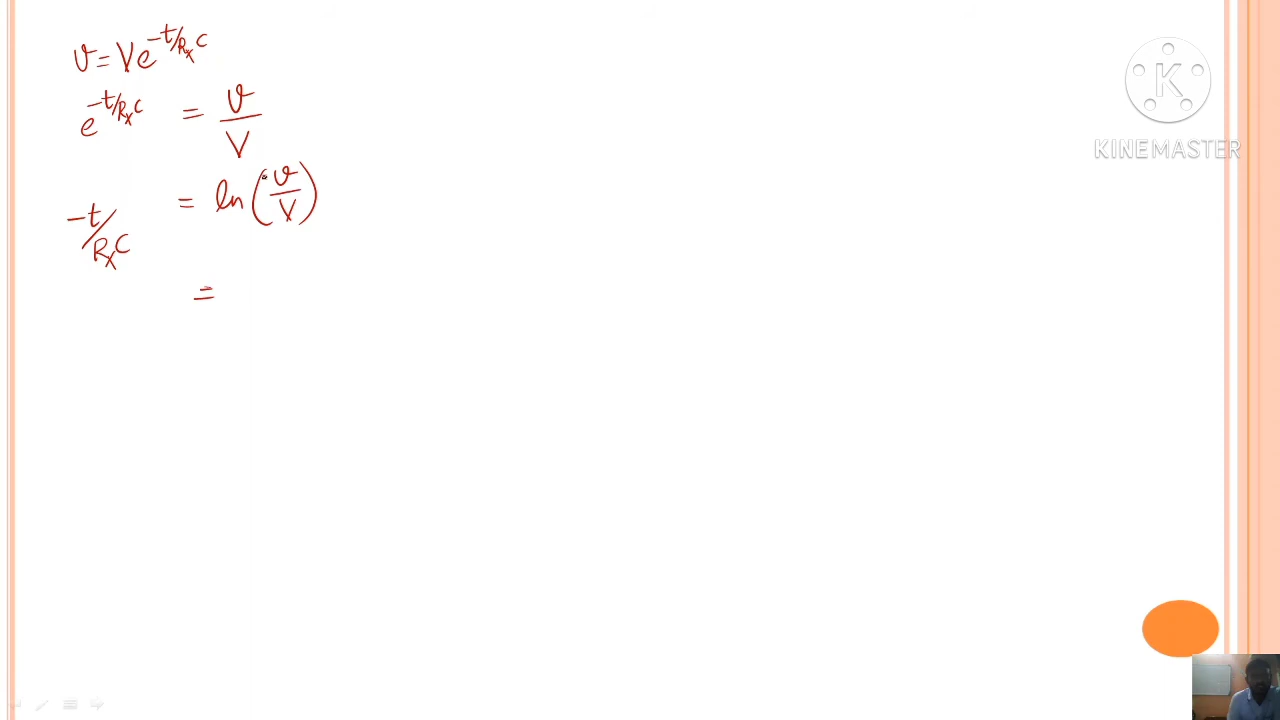 v = Ve^{-t/R_x C}
e^{-t/R_x C} = v/V
-t/R_x C = ln(v/V)
=
K
KINEMASTER